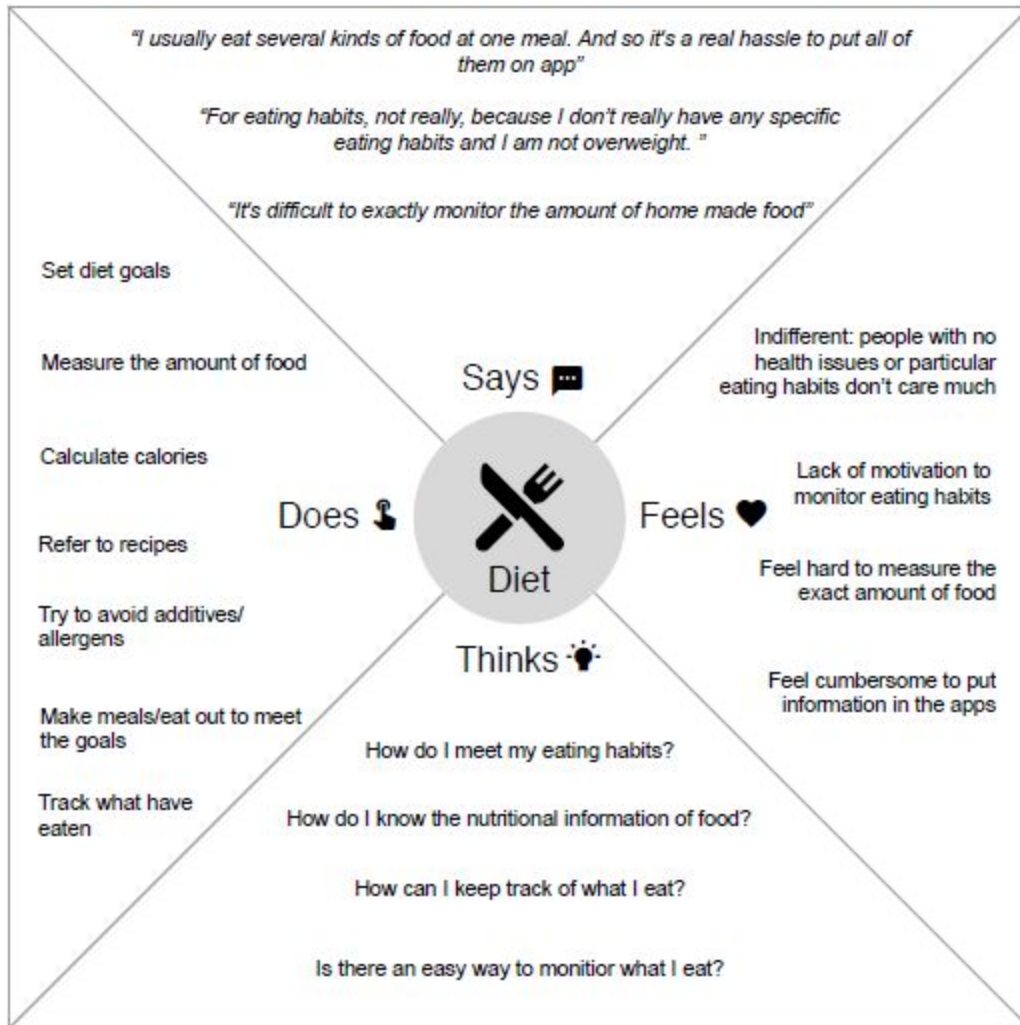 “I usually eat several kinds of food at one meal. And so it's a real hassle to put all of
them on app”
“For eating habits, not really, because I don’t really have any specific
eating habits and I am not overweight. ”
“It's difficult to exactly monitor the amount of home made food”
Says
Does
Set diet goals
Measure the amount of food
Calculate calories
Refer to recipes
Try to avoid additives/
allergens
Make meals/eat out to meet
the goals
Track what have
eaten
Diet
Feels
Indifferent: people with no
health issues or particular
eating habits don’t care much
Lack of motivation to
monitor eating habits
Feel hard to measure the
exact amount of food
Feel cumbersome to put
information in the apps
Thinks
How do I meet my eating habits?
How do I know the nutritional information of food?
How can I keep track of what I eat?
Is there an easy way to monitior what I eat?